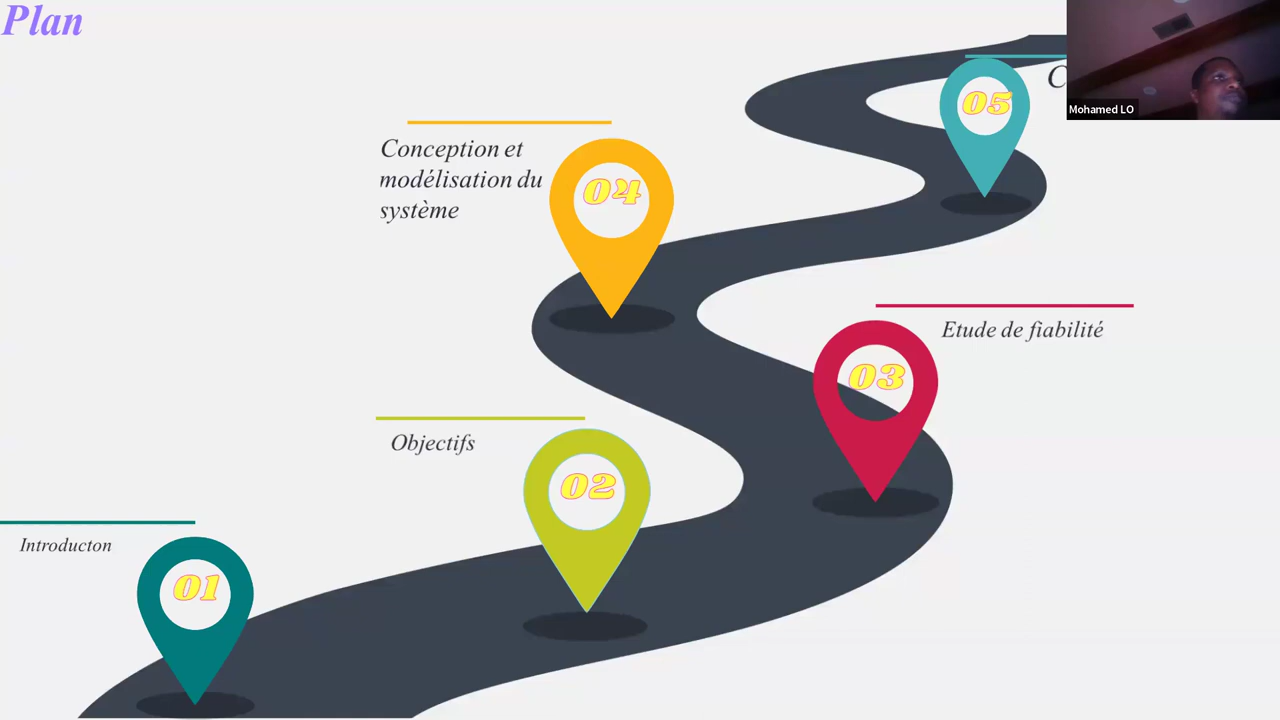 Plan
C
Mohamed LO
05
Conception et
modélisation du
système
04
Etude de fiabilité
03
Objectifs
02
Introducton
01